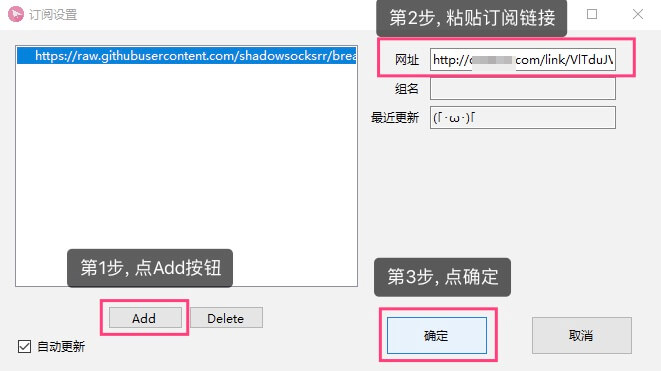 订阅设置
第2步, 粘贴订阅链接
https://raw.githubusercontent.com/shadowsocksrr/brea
网址
http:// com/link/VlTduJV
组名
最近更新
(「･ω･)「
第1步, 点Add按钮
第3步, 点确定
Add
Delete
确定
取消
自动更新